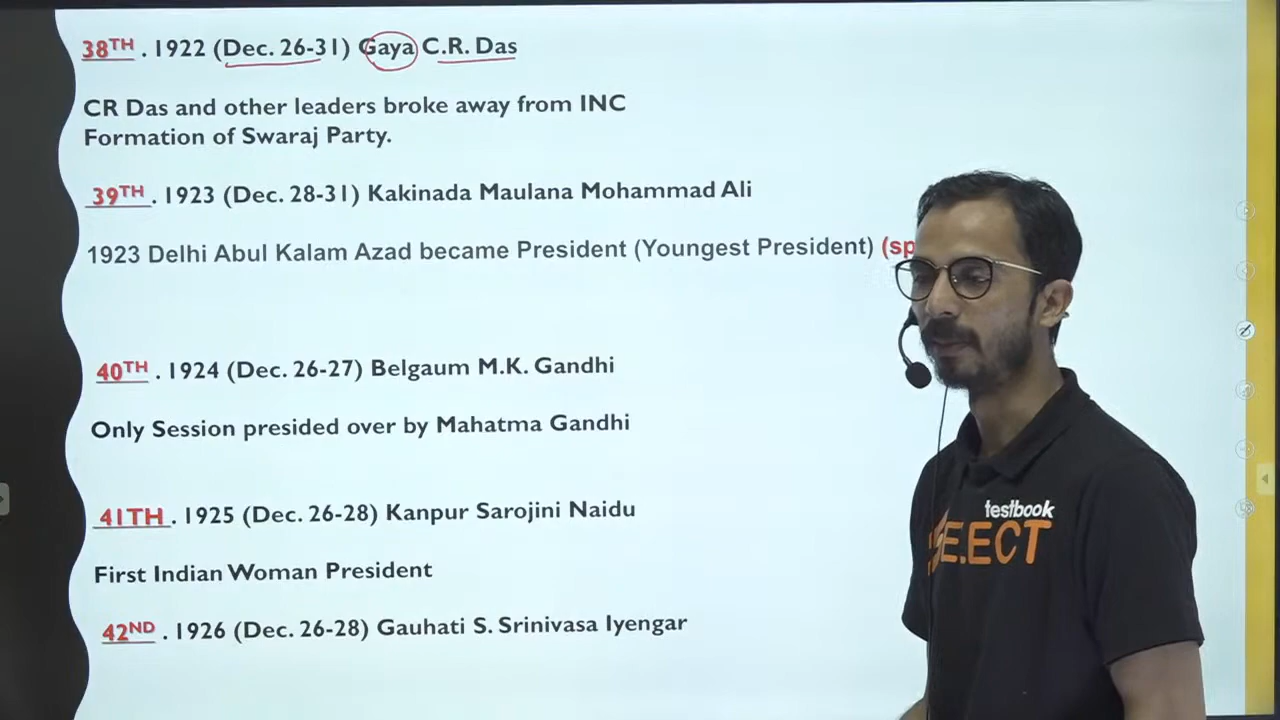 38TH . 1922 (Dec. 26-31) Gaya C.R. Das
CR Das and other leaders broke away from INC
Formation of Swaraj Party.
39TH . 1923 (Dec. 28-31) Kakinada Maulana Mohammad Ali
1923 Delhi Abul Kalam Azad became President (Youngest President) (sp
40TH . 1924 (Dec. 26-27) Belgaum M.K. Gandhi
Only Session presided over by Mahatma Gandhi
41TH . 1925 (Dec. 26-28) Kanpur Sarojini Naidu
First Indian Woman President
42ND . 1926 (Dec. 26-28) Gauhati S. Srinivasa Iyengar
testbook
SELECT